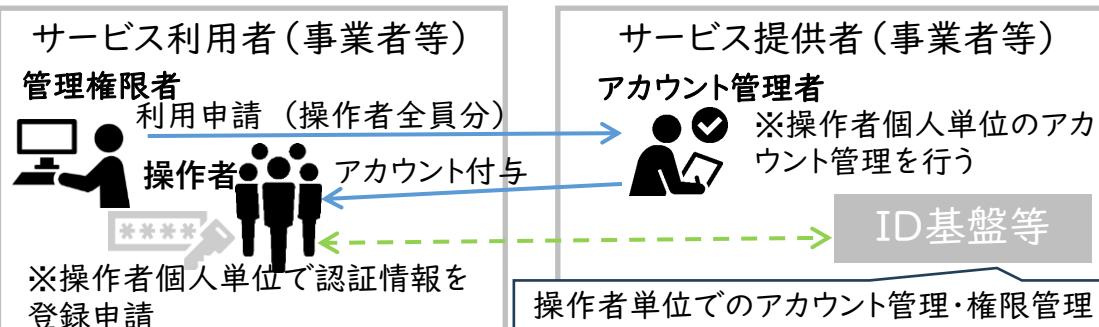 サービス利用者（事業者等）
管理権限者
利用申請（操作者全員分）
操作者
アカウント付与
****
※操作者個人単位で認証情報を
登録申請
サービス提供者（事業者等）
アカウント管理者
※操作者個人単位のアカ
ウント管理を行う
ID基盤等
操作者単位でのアカウント管理・権限管理